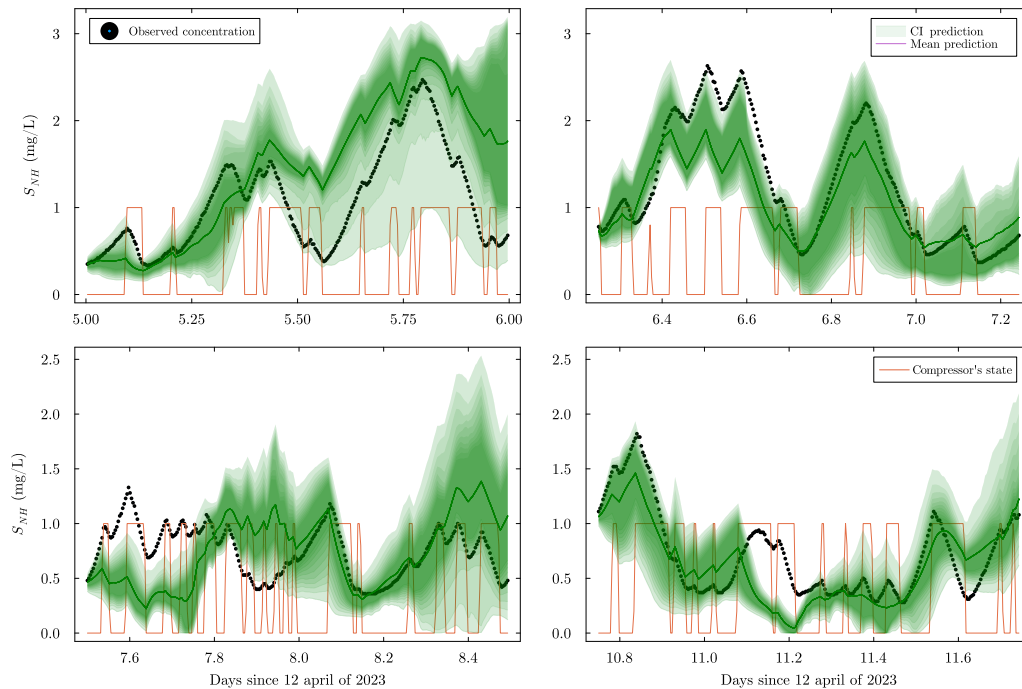 Observed concentration
CI prediction
Mean prediction
S_NH (mg/L)
3
2
1
0
5.00 5.25 5.50 5.75 6.00
3
2
1
0
6.4 6.6 6.8 7.0 7.2
Compressor's state
S_NH (mg/L)
2.5
2.0
1.5
1.0
0.5
0.0
7.6 7.8 8.0 8.2 8.4
Days since 12 april of 2023
2.5
2.0
1.5
1.0
0.5
0.0
10.8 11.0 11.2 11.4 11.6
Days since 12 april of 2023